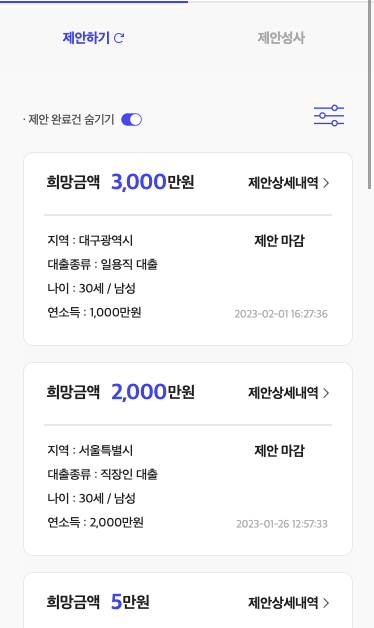 제안하기 제안성사
· 제안 완료건 숨기기
희망금액 3,000만원 제안상세내역 >
지역 : 대구광역시 제안 마감
대출종류 : 일용직 대출
나이 : 30세 / 남성
연소득 : 1,000만원 2023-02-01 16:27:36
희망금액 2,000만원 제안상세내역 >
지역 : 서울특별시 제안 마감
대출종류 : 직장인 대출
나이 : 30세 / 남성
연소득 : 2,000만원 2023-01-26 12:57:33
희망금액 5만원 제안상세내역 >